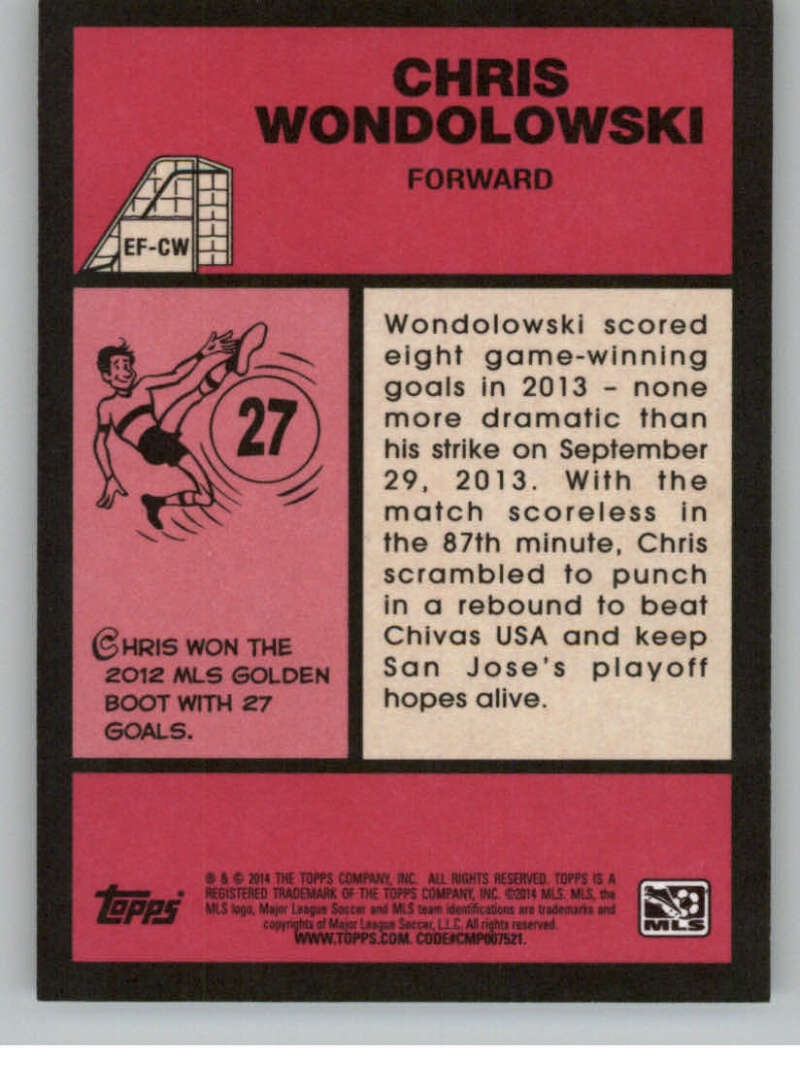 CHRIS
WONDOLOWSKI
FORWARD
EF-CW
27
CHRIS WON THE
2012 MLS GOLDEN
BOOT WITH 27
GOALS.
Wondolowski scored
eight game-winning
goals in 2013 – none
more dramatic than
his strike on September
29, 2013. With the
match scoreless in
the 87th minute, Chris
scrambled to punch
in a rebound to beat
Chivas USA and keep
San Jose's playoff
hopes alive.
Topps®
® & © 2014 THE TOPPS COMPANY, INC. ALL RIGHTS RESERVED. TOPPS IS A
REGISTERED TRADEMARK OF THE TOPPS COMPANY, INC. ©2014 MLS. MLS, the
MLS logo, Major League Soccer and MLS team identifications are trademarks and
copyrights of Major League Soccer, L.L.C. All rights reserved.
WWW.TOPPS.COM. CODE#CMP007521.
MLS